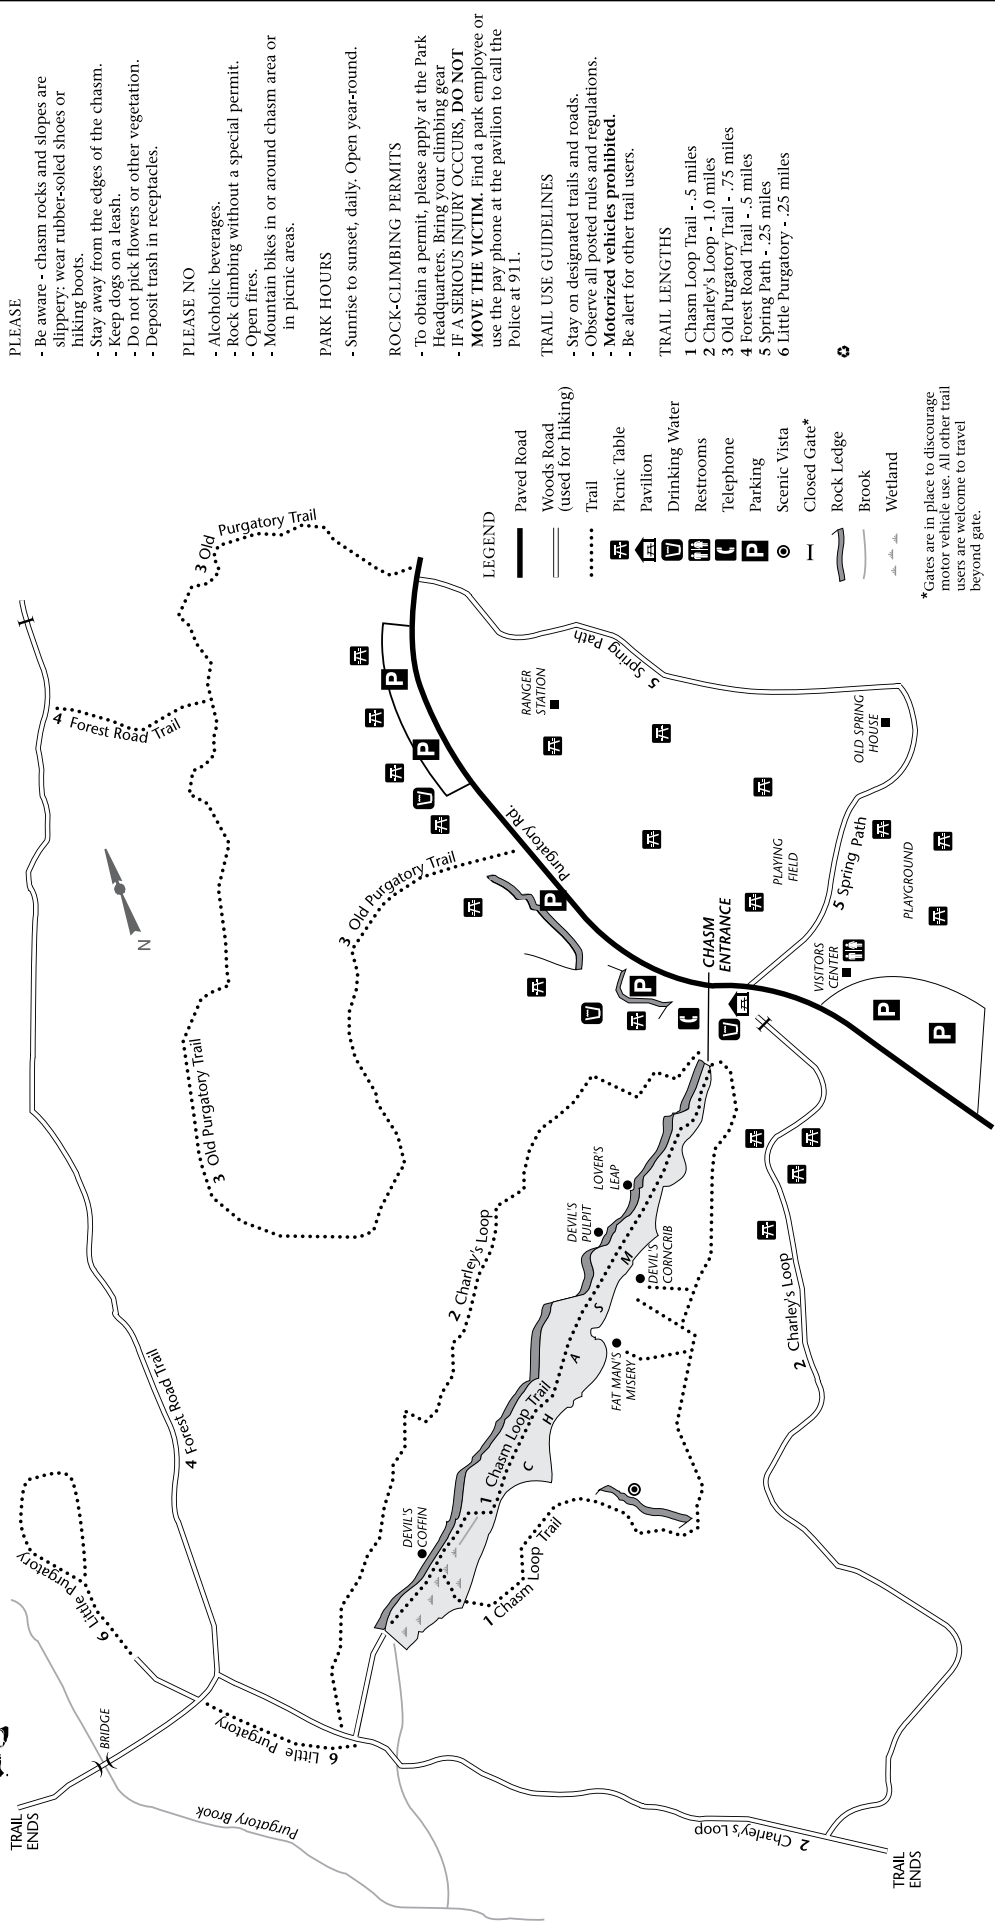 PLEASE
- Be aware - chasm rocks and slopes are
slippery: wear rubber-soled shoes or
hiking boots.
- Stay away from the edges of the chasm.
- Keep dogs on a leash.
- Do not pick flowers or other vegetation.
- Deposit trash in receptacles.
PLEASE NO
- Alcoholic beverages.
- Rock climbing without a special permit.
- Open fires.
- Mountain bikes in or around chasm area or
in picnic areas.
PARK HOURS
- Sunrise to sunset, daily. Open year-round.
ROCK-CLIMBING PERMITS
- To obtain a permit, please apply at the Park
Headquarters. Bring your climbing gear
- IF A SERIOUS INJURY OCCURS, DO NOT
MOVE THE VICTIM. Find a park employee or
use the pay phone at the pavilion to call the
Police at 911.
TRAIL USE GUIDELINES
- Stay on designated trails and roads.
- Observe all posted rules and regulations.
- Motorized vehicles prohibited.
- Be alert for other trail users.
TRAIL LENGTHS
1 Chasm Loop Trail - .5 miles
2 Charley's Loop - 1.0 miles
3 Old Purgatory Trail - .75 miles
4 Forest Road Trail - .5 miles
5 Spring Path - .25 miles
6 Little Purgatory - .25 miles
LEGEND
Paved Road
Woods Road
(used for hiking)
Trail
Picnic Table
Pavilion
Drinking Water
Restrooms
Telephone
P Parking
Scenic Vista
Closed Gate*
Rock Ledge
Brook
Wetland
*Gates are in place to discourage
motor vehicle use. All other trail
users are welcome to travel
beyond gate.
3 Old Purgatory Trail
4 Forest Road Trail
P
P
RANGER
STATION
5 Spring Path
OLD SPRING
HOUSE
Purgatory Rd.
3 Old Purgatory Trail
P
PLAYING
FIELD
5 Spring Path
PLAYGROUND
N
CHASM
ENTRANCE
VISITORS
CENTER
P
P
P
3 Old Purgatory Trail
LOVER'S
LEAP
DEVIL'S
PULPIT
DEVIL'S
CORNCRIB
2 Charley's Loop
2 Charley's Loop
FAT MAN'S
MISERY
CHASM
1 Chasm Loop Trail
4 Forest Road Trail
DEVIL'S
COFFIN
1 Chasm Loop Trail
6 Little Purgatory
6 Little Purgatory
BRIDGE
Purgatory Brook
TRAIL
ENDS
2 Charley's Loop
TRAIL
ENDS